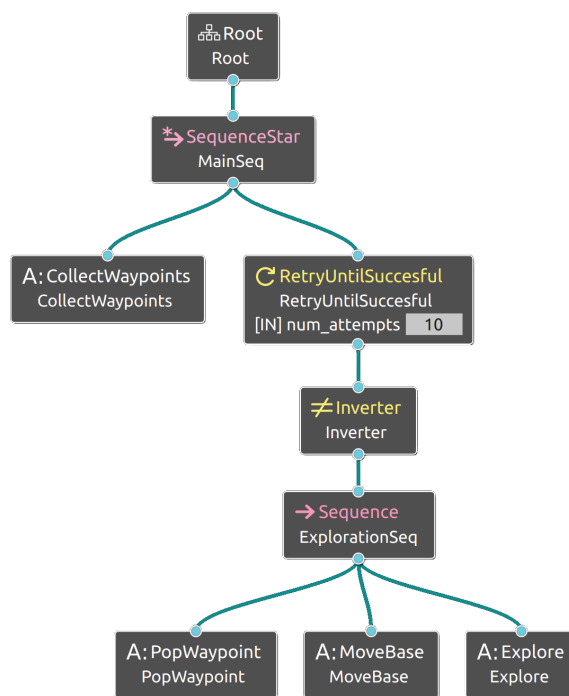 Root
Root
SequenceStar
MainSeq
A: CollectWaypoints
CollectWaypoints
RetryUntilSuccesful
RetryUntilSuccesful
[IN] num_attempts 10
Inverter
Inverter
Sequence
ExplorationSeq
A: PopWaypoint
PopWaypoint
A: MoveBase
MoveBase
A: Explore
Explore